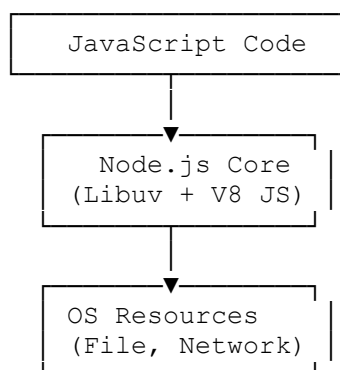 JavaScript Code
Node.js Core
(Libuv + V8 JS)
OS Resources
(File, Network)